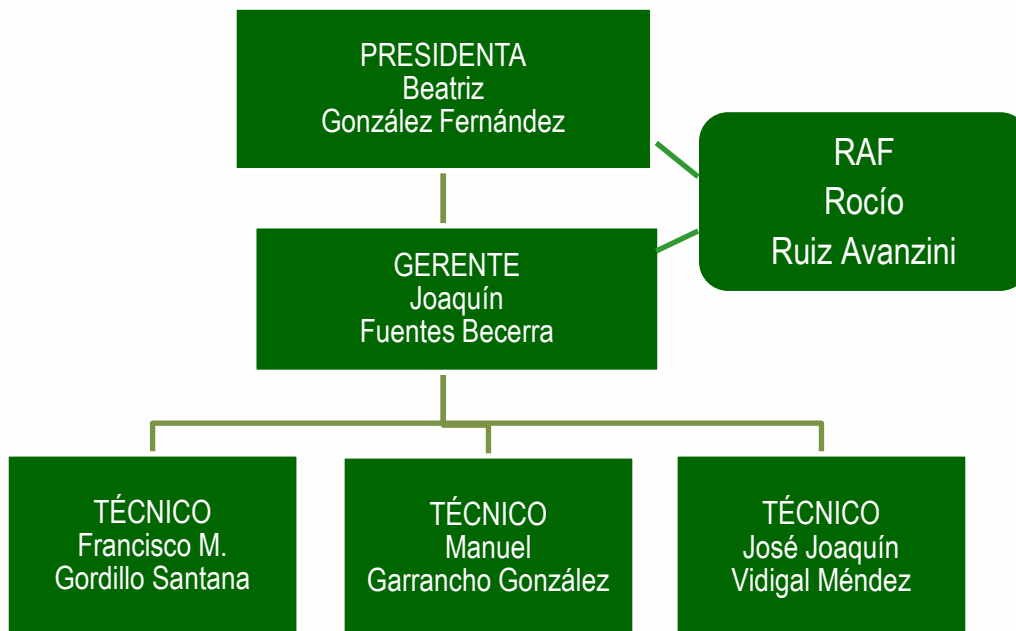 PRESIDENTA
Beatriz
González Fernández
RAF
Rocío
Ruiz Avanzini
GERENTE
Joaquín
Fuentes Becerra
TÉCNICO
Francisco M.
Gordillo Santana
TÉCNICO
Manuel
Garrancho González
TÉCNICO
José Joaquín
Vidigal Méndez